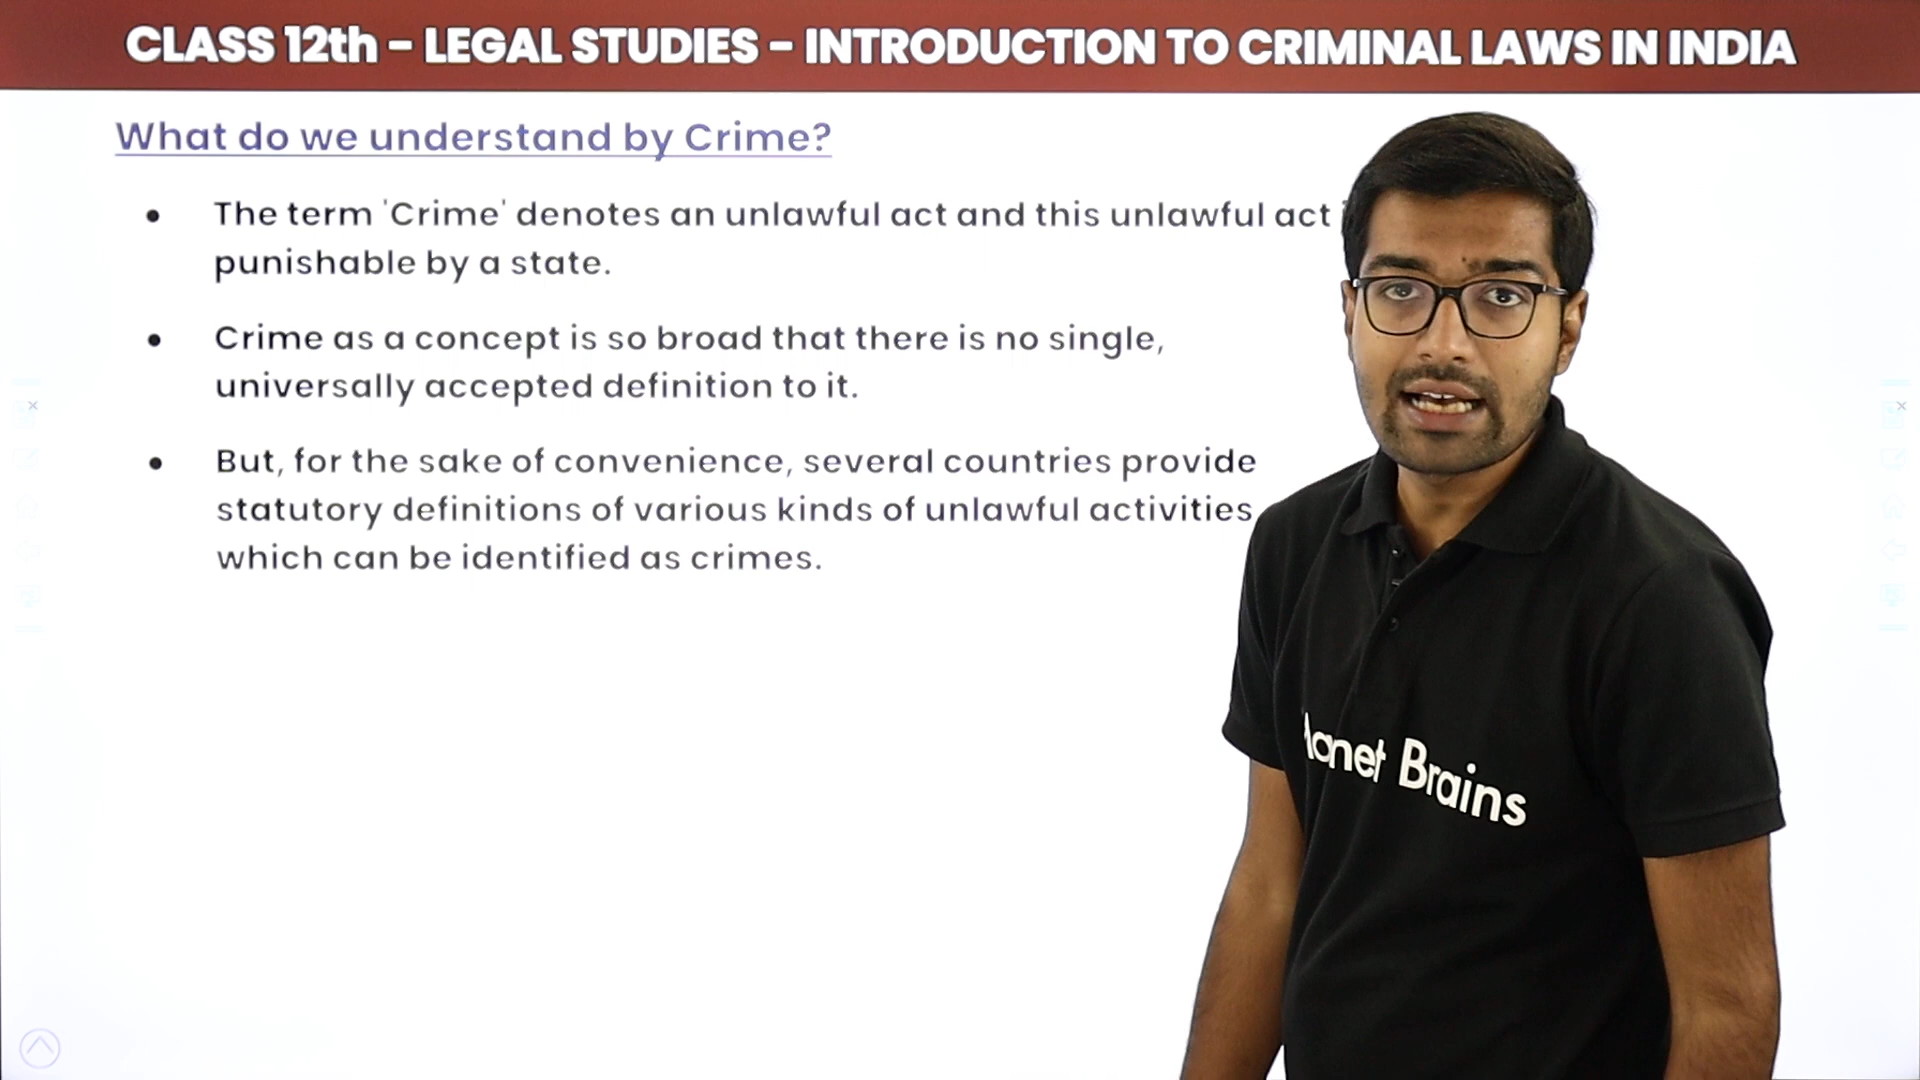 CLASS 12th - LEGAL STUDIES - INTRODUCTION TO CRIMINAL LAWS IN INDIA
What do we understand by Crime?
• The term 'Crime' denotes an unlawful act and this unlawful act
punishable by a state.
• Crime as a concept is so broad that there is no single,
universally accepted definition to it.
• But, for the sake of convenience, several countries provide
statutory definitions of various kinds of unlawful activities
which can be identified as crimes.
lanet Brains